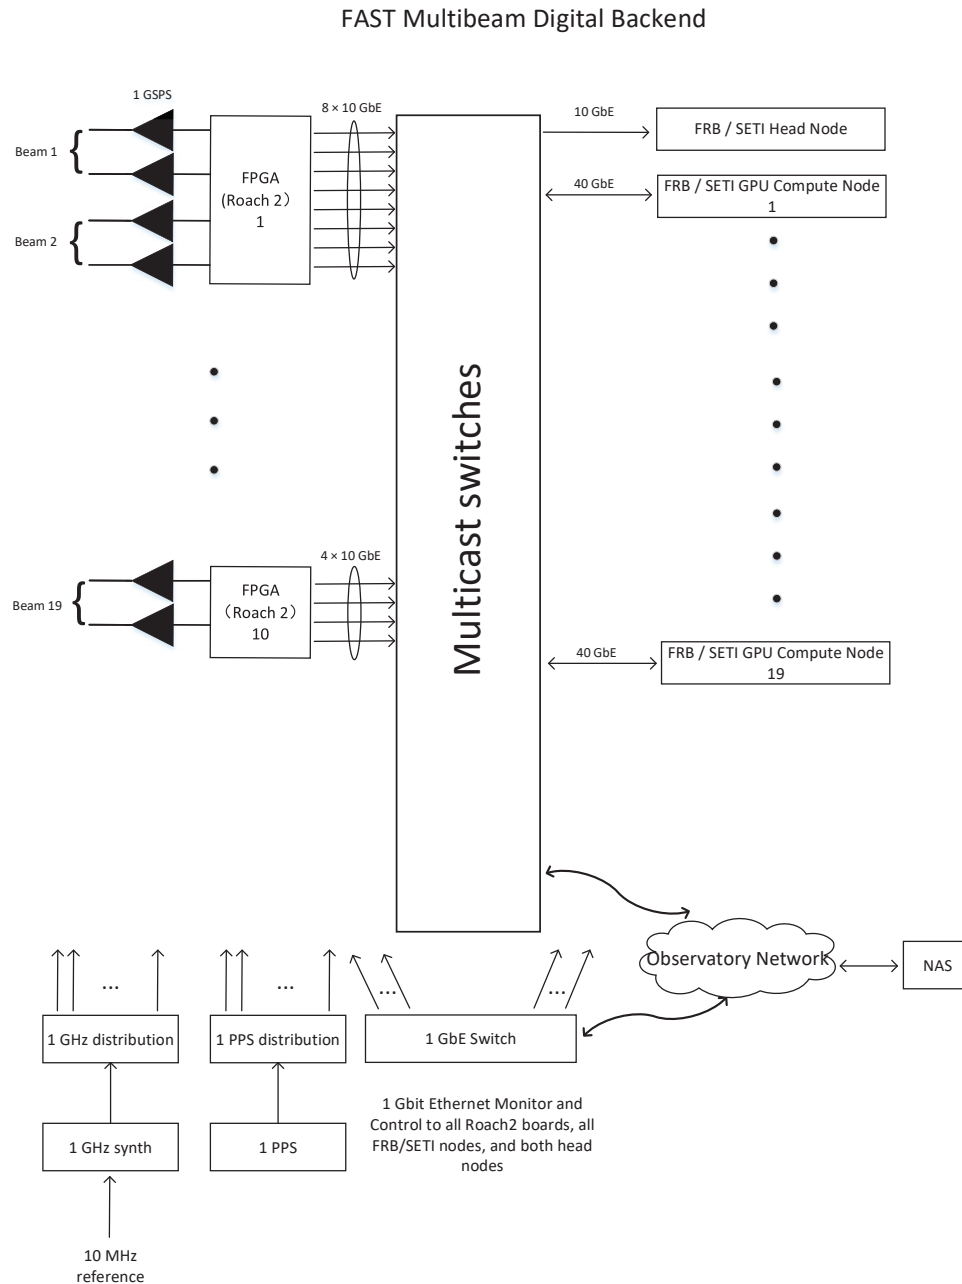 FAST Multibeam Digital Backend
1 GSPS
8 × 10 GbE
10 GbE
FRB / SETI Head Node
Beam 1
FPGA
(Roach 2）
1
40 GbE
FRB / SETI GPU Compute Node
1
Beam 2
Multicast switches
4 × 10 GbE
Beam 19
FPGA
（Roach 2）
10
40 GbE
FRB / SETI GPU Compute Node
19
Observatory Network
NAS
...
...
...
...
1 GHz distribution
1 PPS distribution
1 GbE Switch
1 GHz synth
1 PPS
1 Gbit Ethernet Monitor and
Control to all Roach2 boards, all
FRB/SETI nodes, and both head
nodes
10 MHz
reference